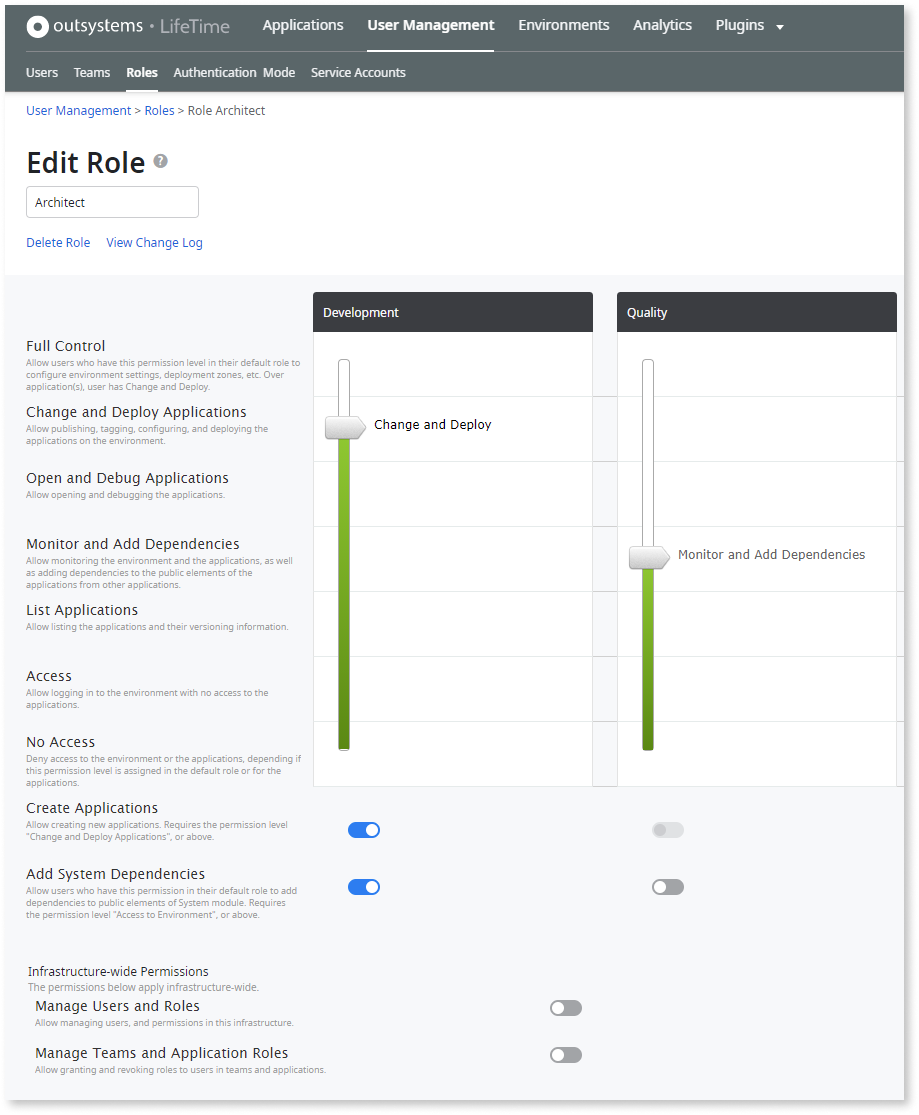 outsystems • LifeTime Applications User Management Environments Analytics Plugins
Users Teams Roles Authentication Mode Service Accounts
User Management > Roles > Role Architect
Edit Role ?
Architect
Delete Role View Change Log
Development Quality
Full Control
Allow users who have this permission level in their default role to
configure environment settings, deployment zones, etc. Over
application(s), user has Change and Deploy.
Change and Deploy Applications
Allow publishing, tagging, configuring, and deploying the
applications on the environment.
Change and Deploy
Open and Debug Applications
Allow opening and debugging the applications.
Monitor and Add Dependencies
Allow monitoring the environment and the applications, as well
as adding dependencies to the public elements of the
applications from other applications.
Monitor and Add Dependencies
List Applications
Allow listing the applications and their versioning information.
Access
Allow logging in to the environment with no access to the
applications.
No Access
Deny access to the environment or the applications, depending if
this permission level is assigned in the default role or for the
applications.
Create Applications
Allow creating new applications. Requires the permission level
"Change and Deploy Applications", or above.
Add System Dependencies
Allow users who have this permission in their default role to add
dependencies to public elements of System module. Requires
the permission level "Access to Environment", or above.
Infrastructure-wide Permissions
The permissions below apply infrastructure-wide.
Manage Users and Roles
Allow managing users, and permissions in this infrastructure.
Manage Teams and Application Roles
Allow granting and revoking roles to users in teams and applications.